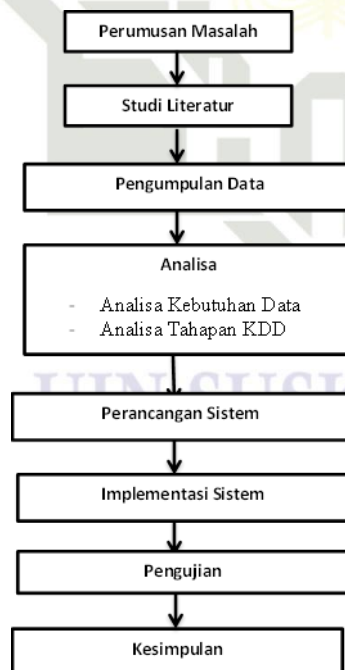 Perumusan Masalah
Studi Literatur
Pengumpulan Data
Analisa
- Analisa Kebutuhan Data
- Analisa Tahapan KDD
Perancangan Sistem
Implementasi Sistem
Pengujian
Kesimpulan